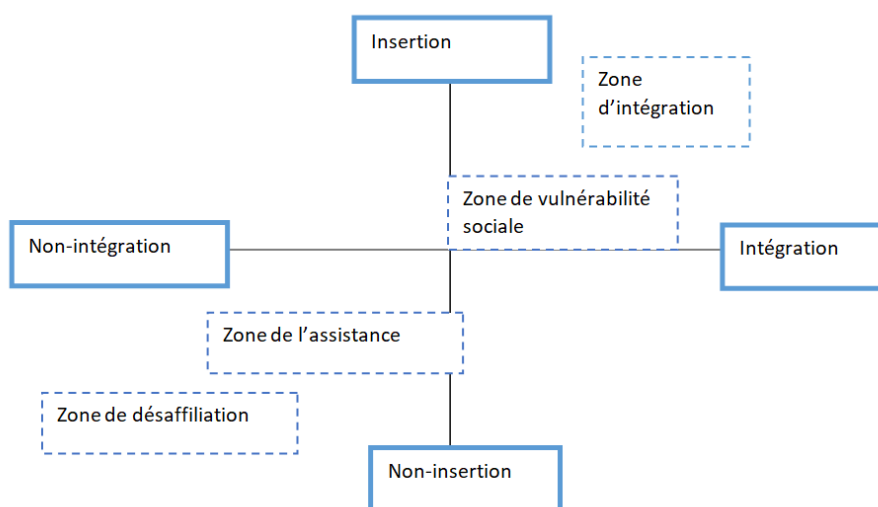 Insertion
Zone
d’intégration
Zone de vulnérabilité
sociale
Non-intégration
Intégration
Zone de l’assistance
Zone de désaffiliation
Non-insertion